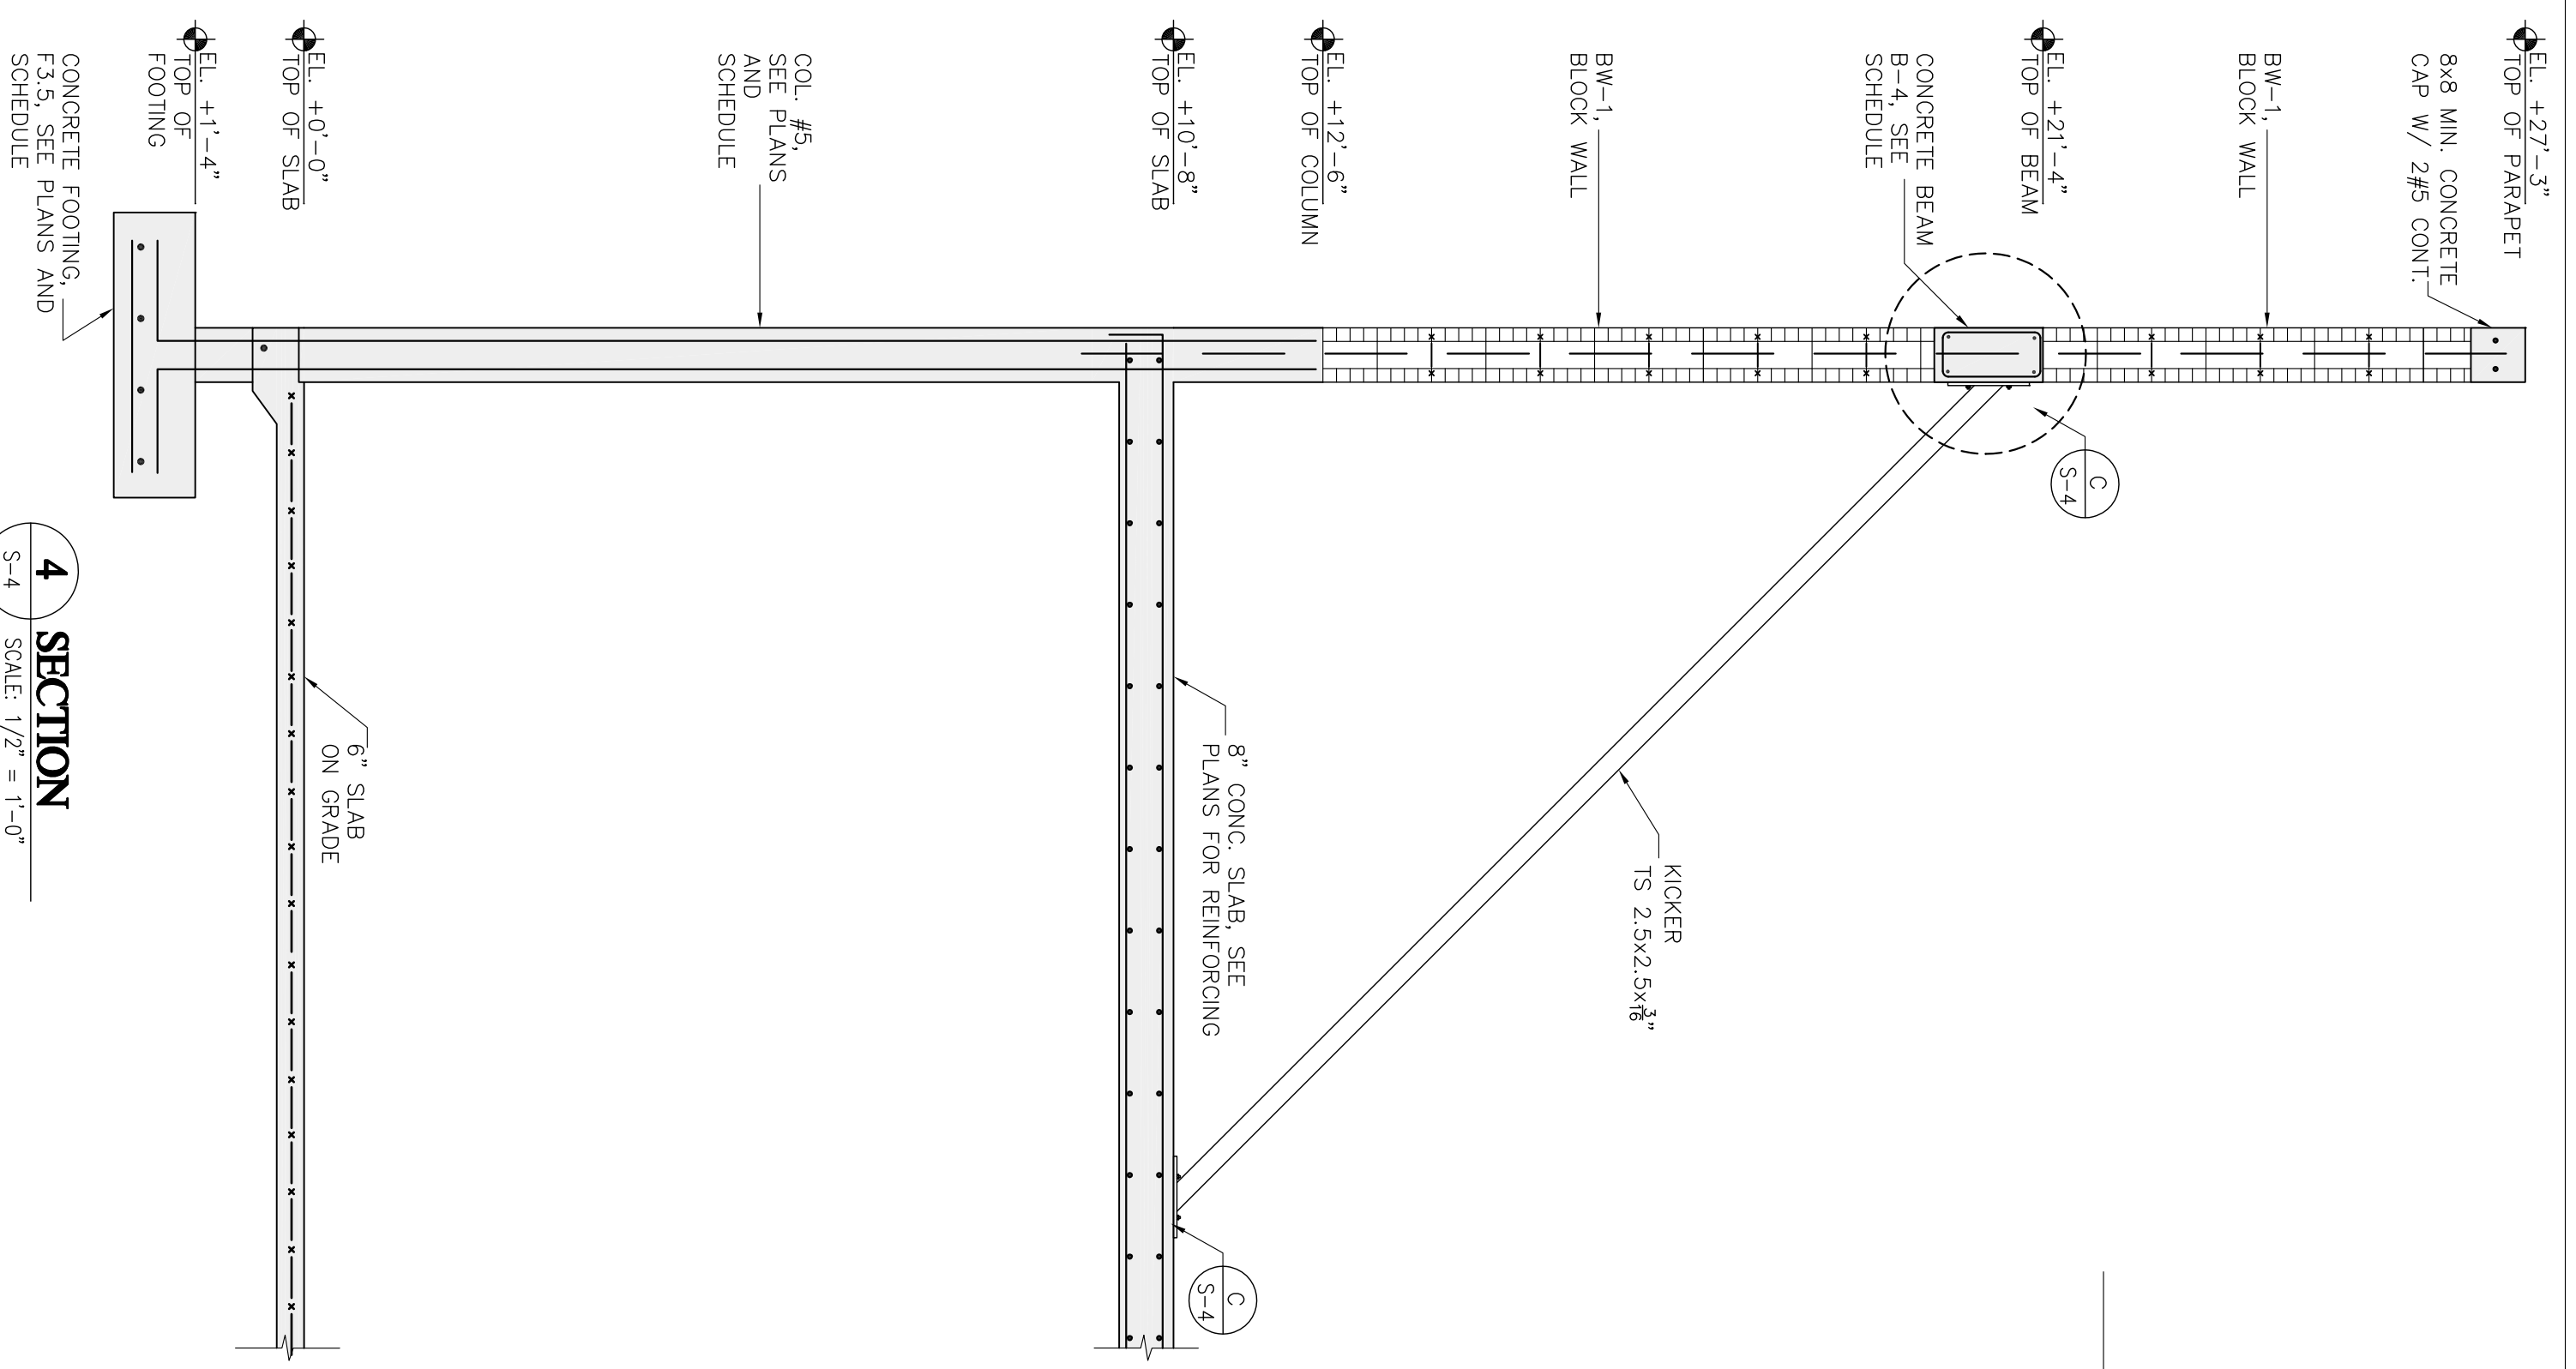 EL. +27'-3"
TOP OF PARAPET
8x8 MIN. CONCRETE
CAP W/ 2#5 CONT.
BW-1,
BLOCK WALL
EL. +21'-4"
TOP OF BEAM
C
S-4
CONCRETE BEAM
B-4, SEE
SCHEDULE
KICKER
TS 2.5x2.5x3/16"
BW-1,
BLOCK WALL
EL. +12'-6"
TOP OF COLUMN
8" CONC. SLAB, SEE
PLANS FOR REINFORCING
C
S-4
EL. +10'-8"
TOP OF SLAB
COL. #5,
SEE PLANS
AND
SCHEDULE
6" SLAB
ON GRADE
EL. +0'-0"
TOP OF SLAB
EL. +1'-4"
TOP OF
FOOTING
CONCRETE FOOTING,
F3.5, SEE PLANS AND
SCHEDULE
4
S-4
SECTION
SCALE: 1/2" = 1'-0"